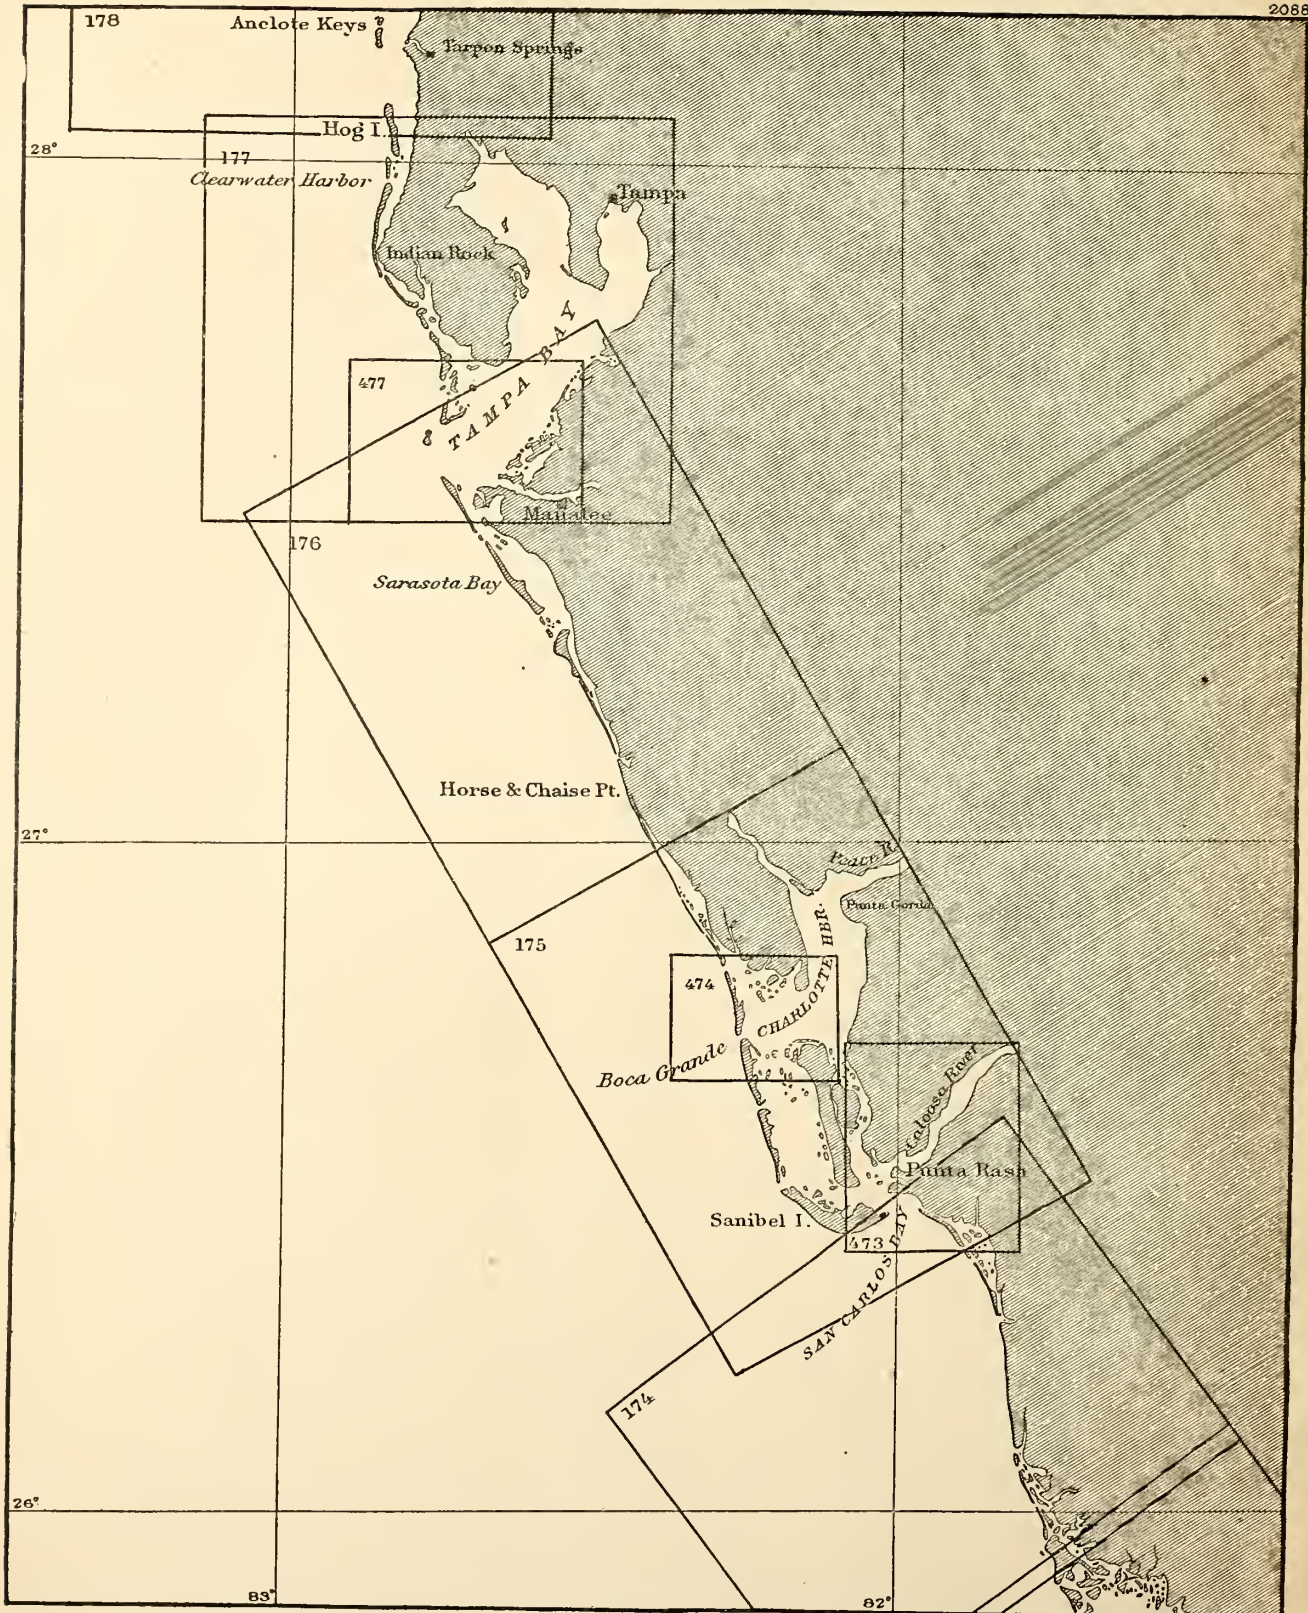 2086
178
Anclote Keys
Tarpon Springs
Hog I.
28°
177
Clearwater Harbor
Tampa
Indian Rock
TAMPA BAY
477
Manatee
176
Sarasota Bay
Horse & Chaise Pt.
27°
Peace R.
Punta Gorda
175
474
CHARLOTTE HBR.
Boca Grande
Caloosa River
Punta Rasa
Sanibel I.
473
SAN CARLOS BAY
174
26°
83°
82°